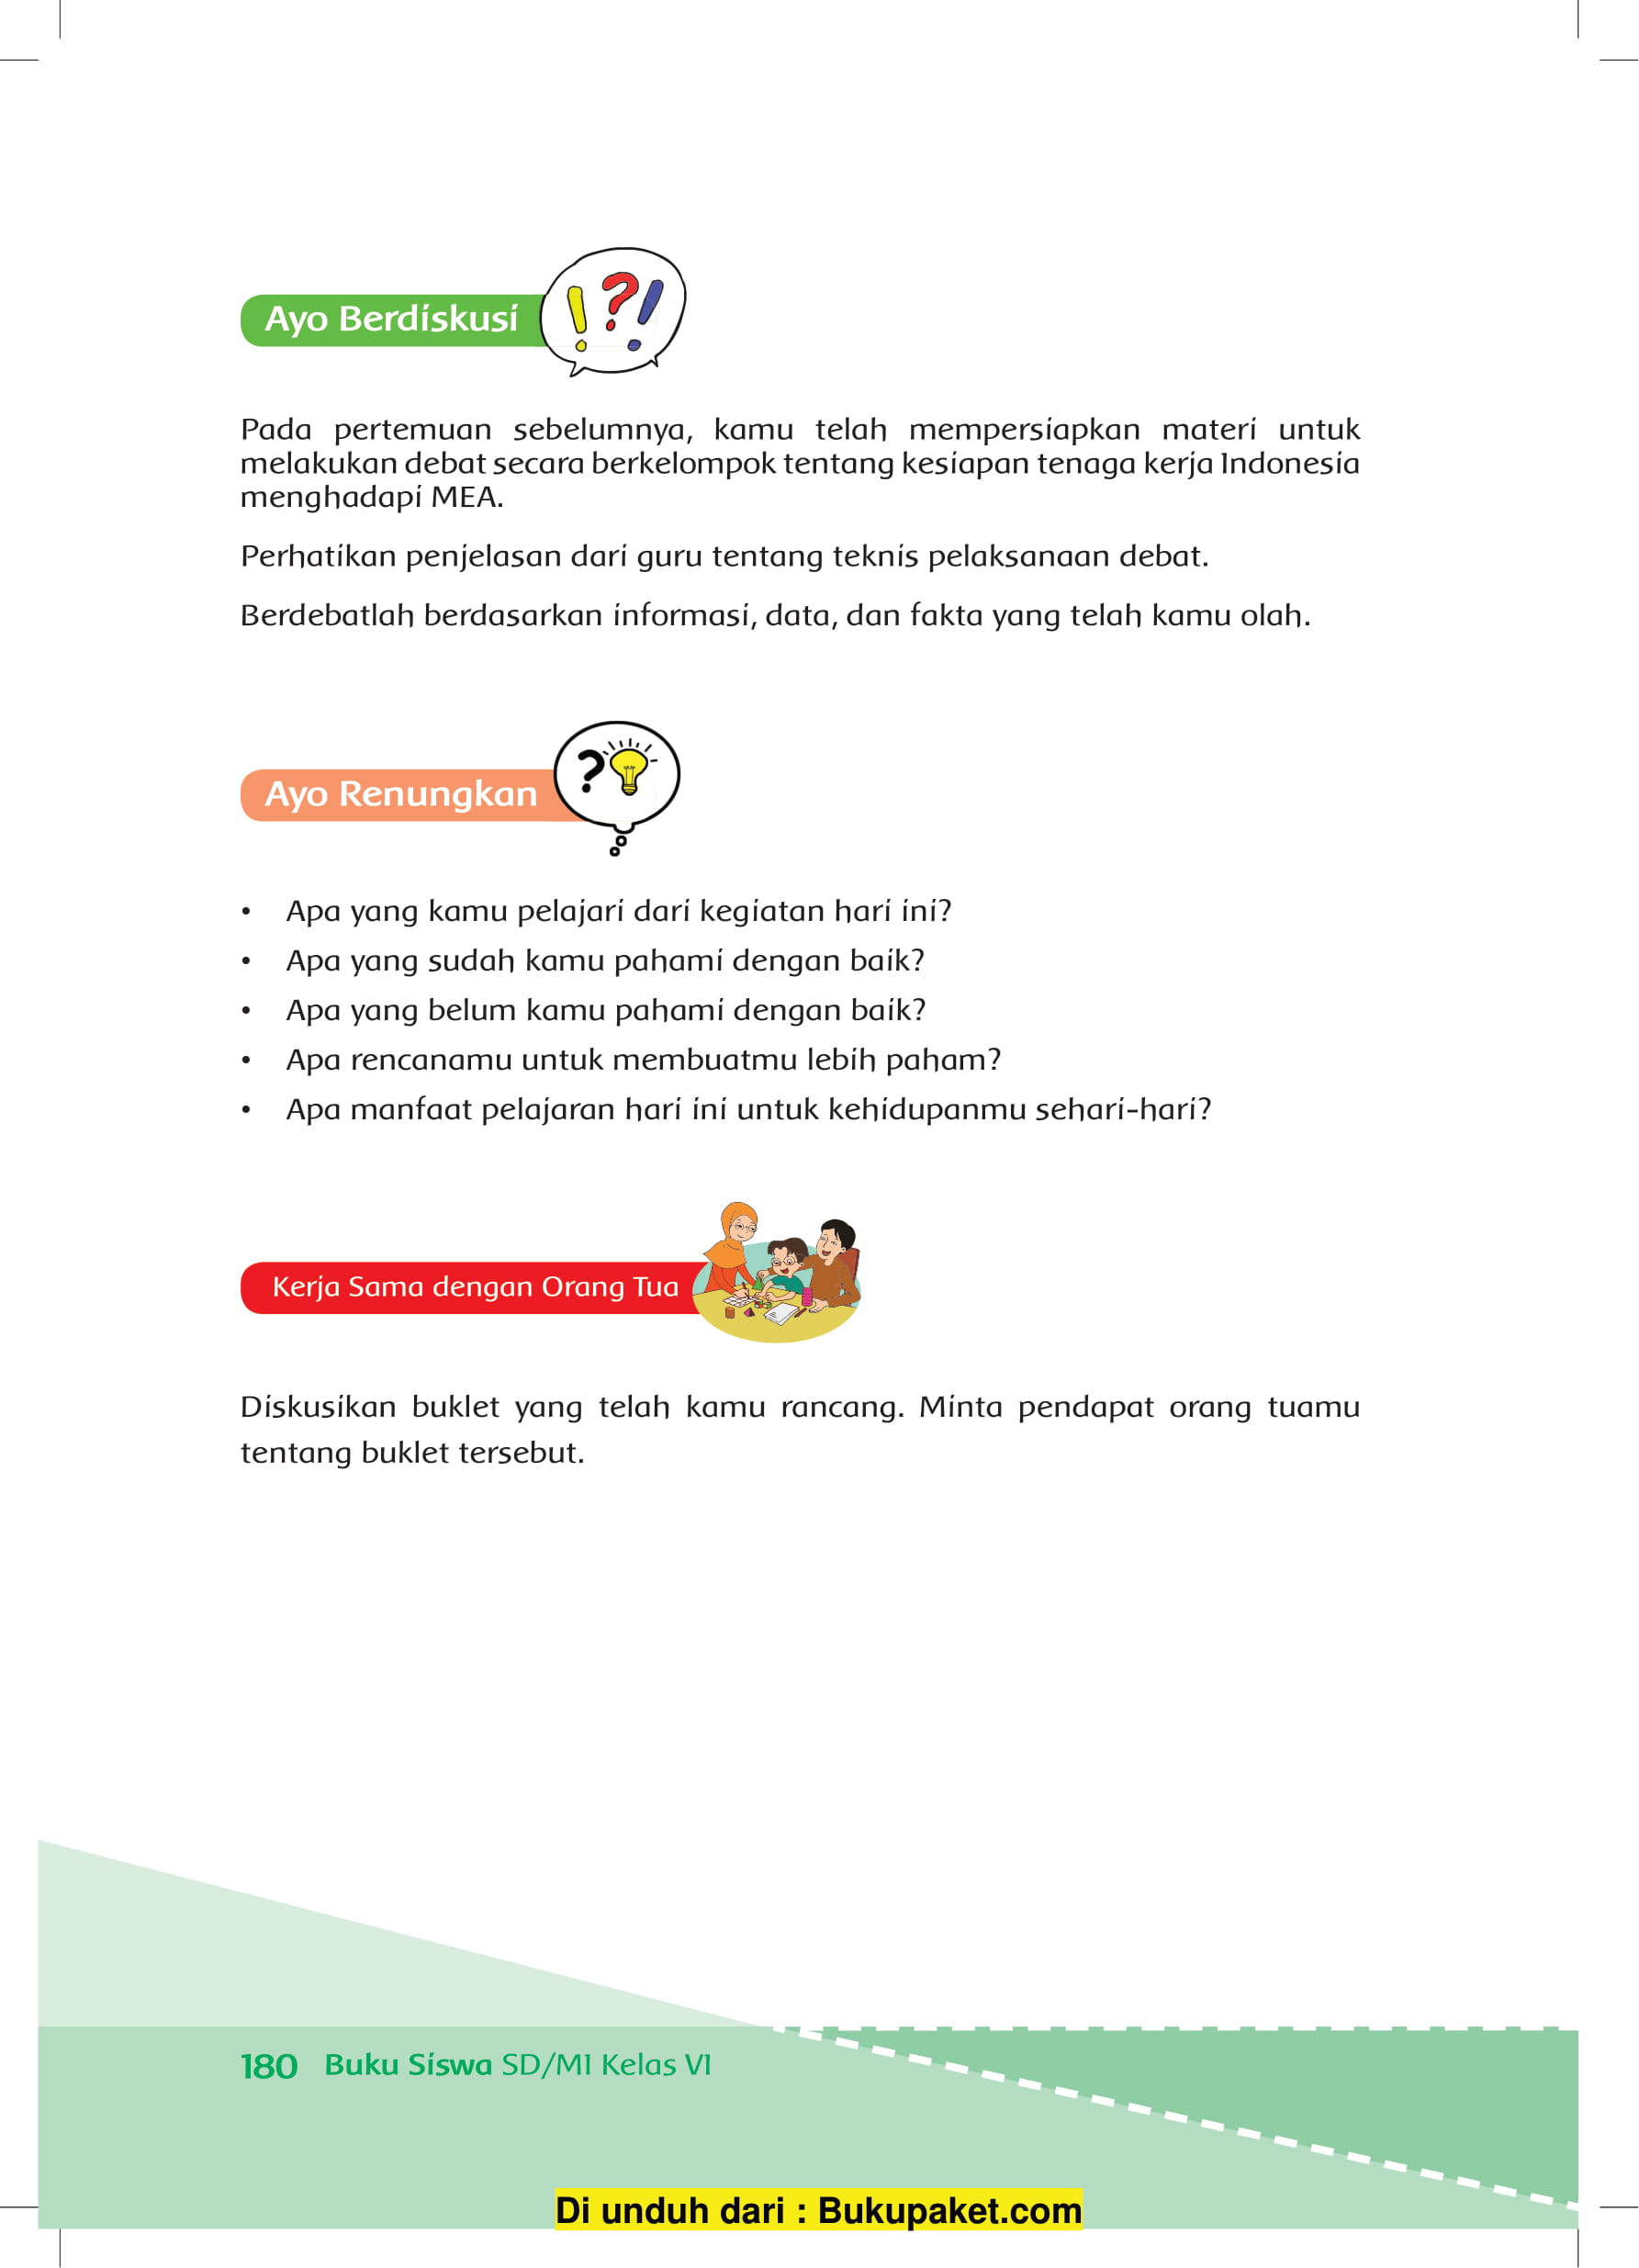 Ayo Berdiskusi
Pada pertemuan sebelumnya, kamu telah mempersiapkan materi untuk
melakukan debat secara berkelompok tentang kesiapan tenaga kerja Indonesia
menghadapi MEA.
Perhatikan penjelasan dari guru tentang teknis pelaksanaan debat.
Berdebatlah berdasarkan informasi, data, dan fakta yang telah kamu olah.
Ayo Renungkan
• Apa yang kamu pelajari dari kegiatan hari ini?
• Apa yang sudah kamu pahami dengan baik?
• Apa yang belum kamu pahami dengan baik?
• Apa rencanamu untuk membuatmu lebih paham?
• Apa manfaat pelajaran hari ini untuk kehidupanmu sehari-hari?
Kerja Sama dengan Orang Tua
Diskusikan buklet yang telah kamu rancang. Minta pendapat orang tuamu
tentang buklet tersebut.
180 Buku Siswa SD/MI Kelas VI
Di unduh dari : Bukupaket.com